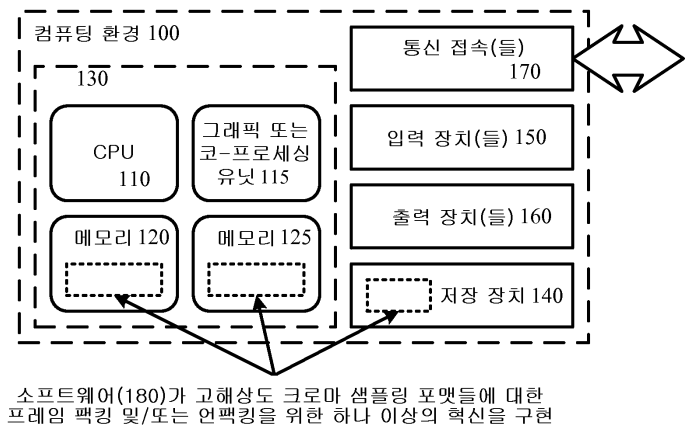 컴퓨팅 환경 100
130
CPU
110
그래픽 또는
코-프로세싱
유닛 115
메모리 120
메모리 125
통신 접속(들)
170
입력 장치(들) 150
출력 장치(들) 160
저장 장치 140
소프트웨어(180)가 고해상도 크로마 샘플링 포맷들에 대한
프레임 팩킹 및/또는 언팩킹을 위한 하나 이상의 혁신을 구현